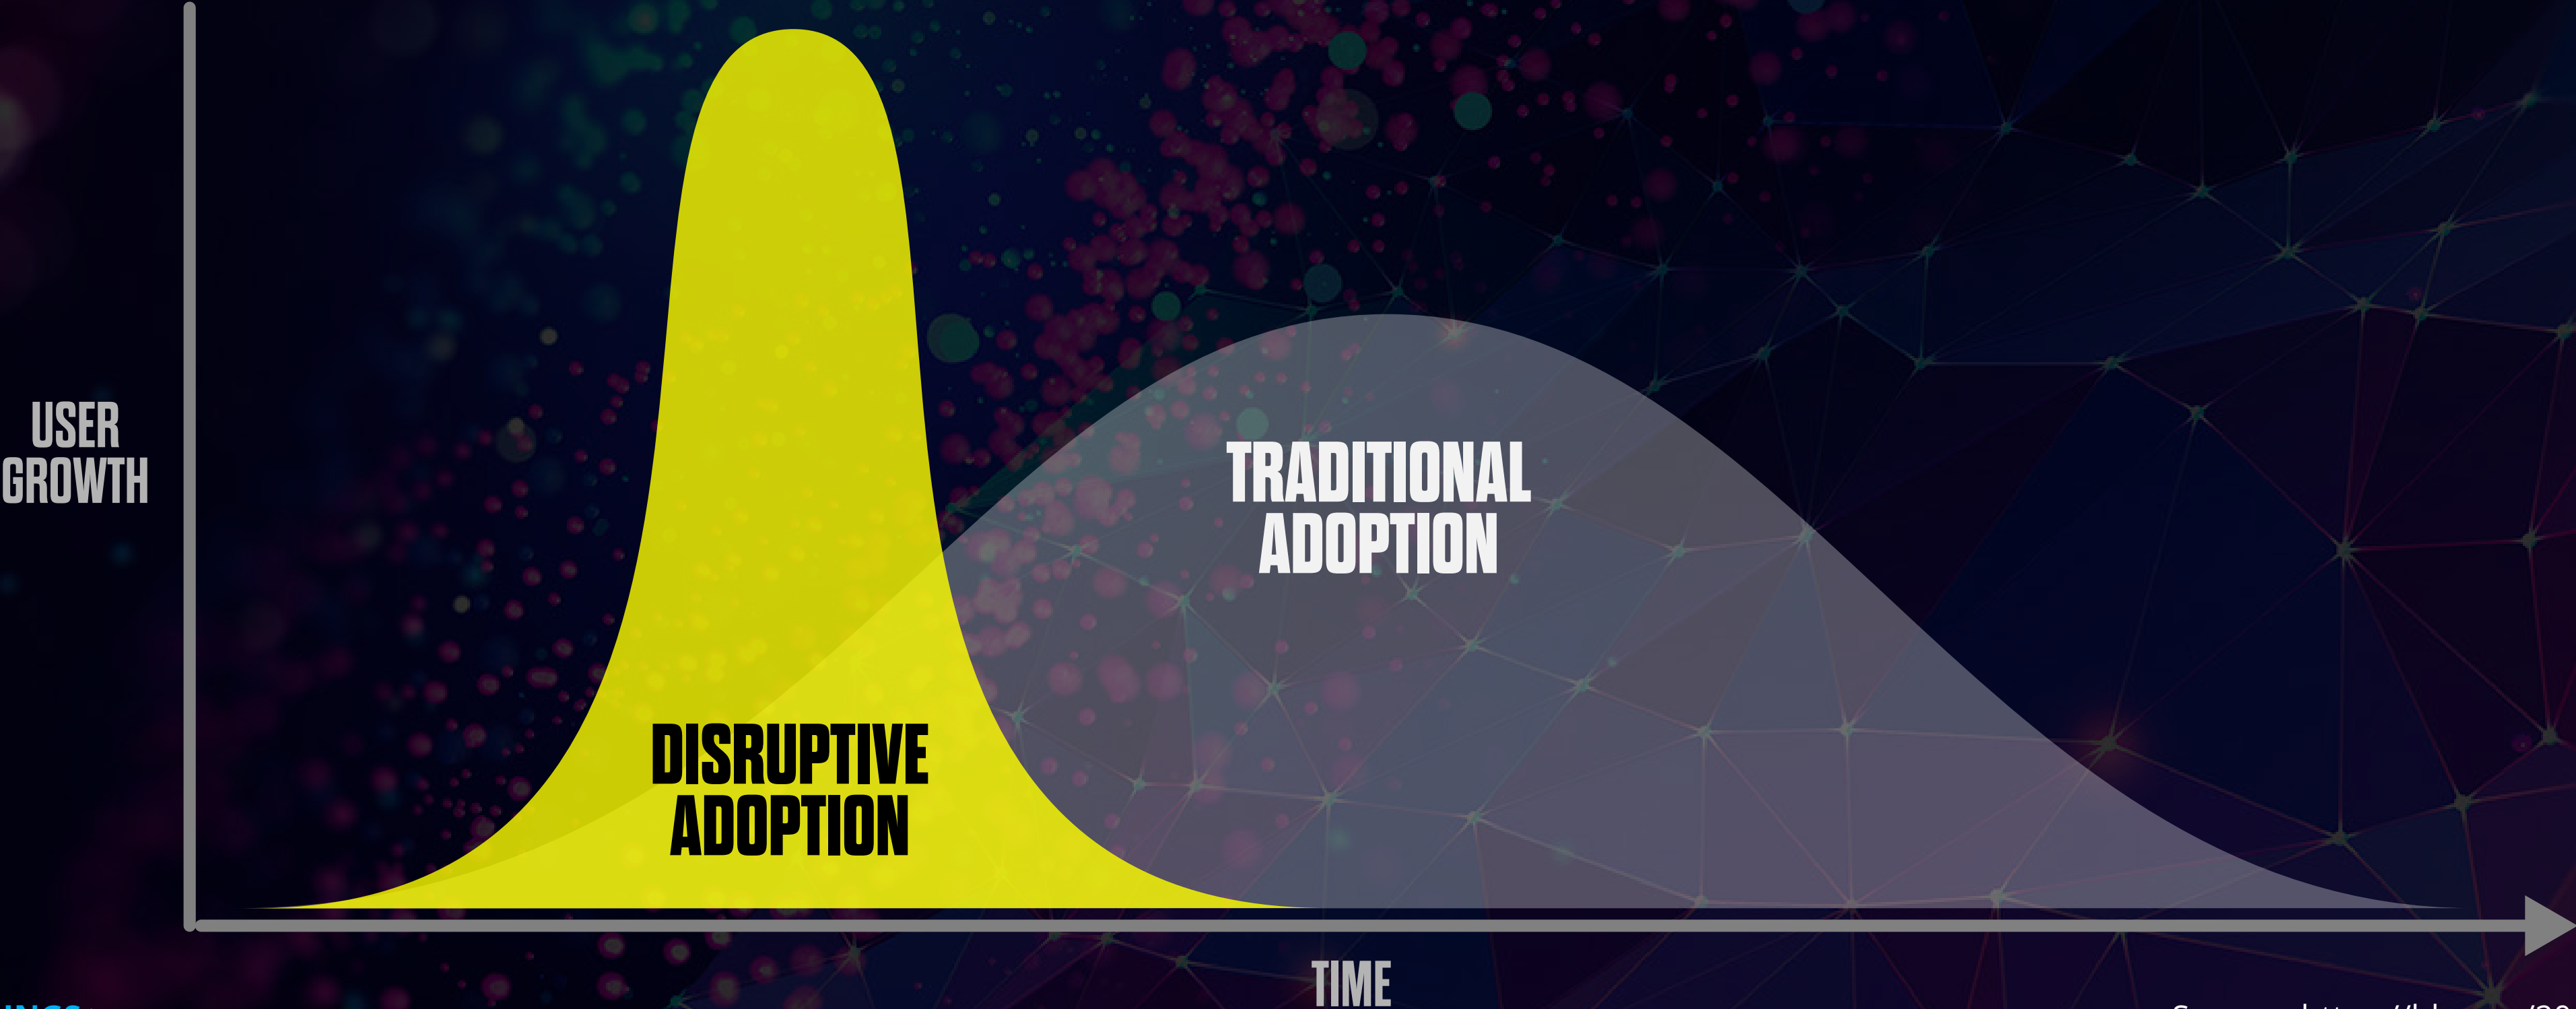 USER
GROWTH
TRADITIONAL
ADOPTION
DISRUPTIVE
ADOPTION
TIME